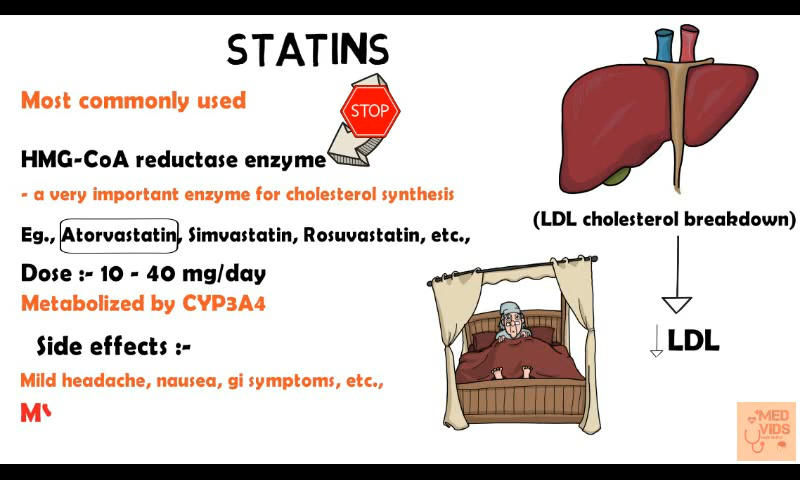 STATINS
Most commonly used
STOP
HMG-CoA reductase enzyme
- a very important enzyme for cholesterol synthesis
Eg., Atorvastatin, Simvastatin, Rosuvastatin, etc.,
Dose :- 10 - 40 mg/day
Metabolized by CYP3A4
Side effects :-
Mild headache, nausea, gi symptoms, etc.,
M
(LDL cholesterol breakdown)
↓ LDL
MED
VIDS